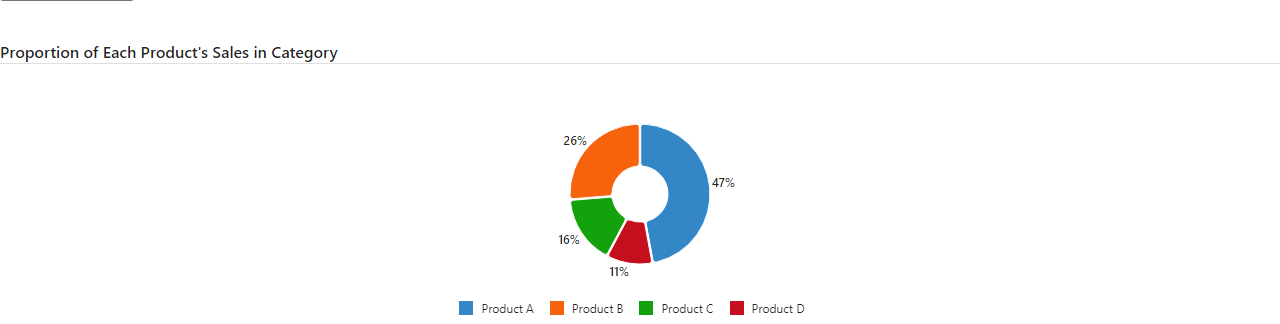 Proportion of Each Product's Sales in Category
26%
47%
16%
11%
Product A Product B Product C Product D